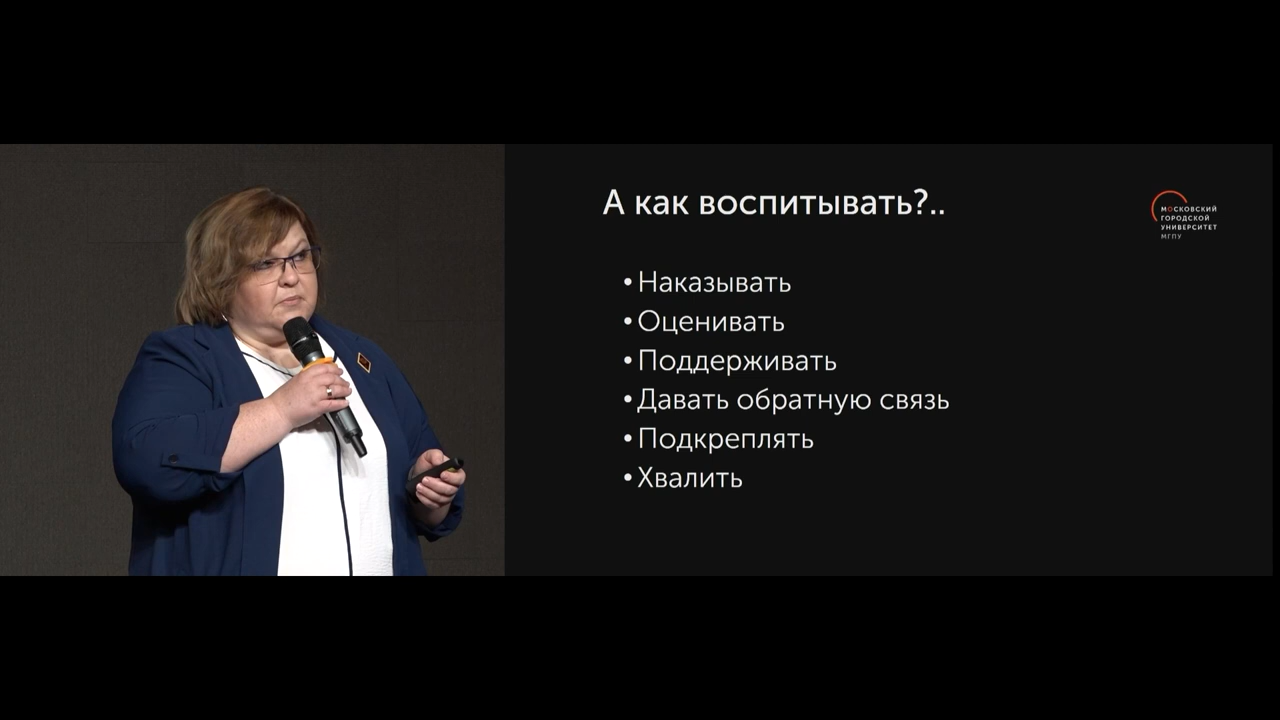 А как воспитывать?..
МОСКОВСКИЙ
ГОРОДСКОЙ
УНИВЕРСИТЕТ
МГПУ
• Наказывать
• Оценивать
• Поддерживать
• Давать обратную связь
• Подкреплять
• Хвалить